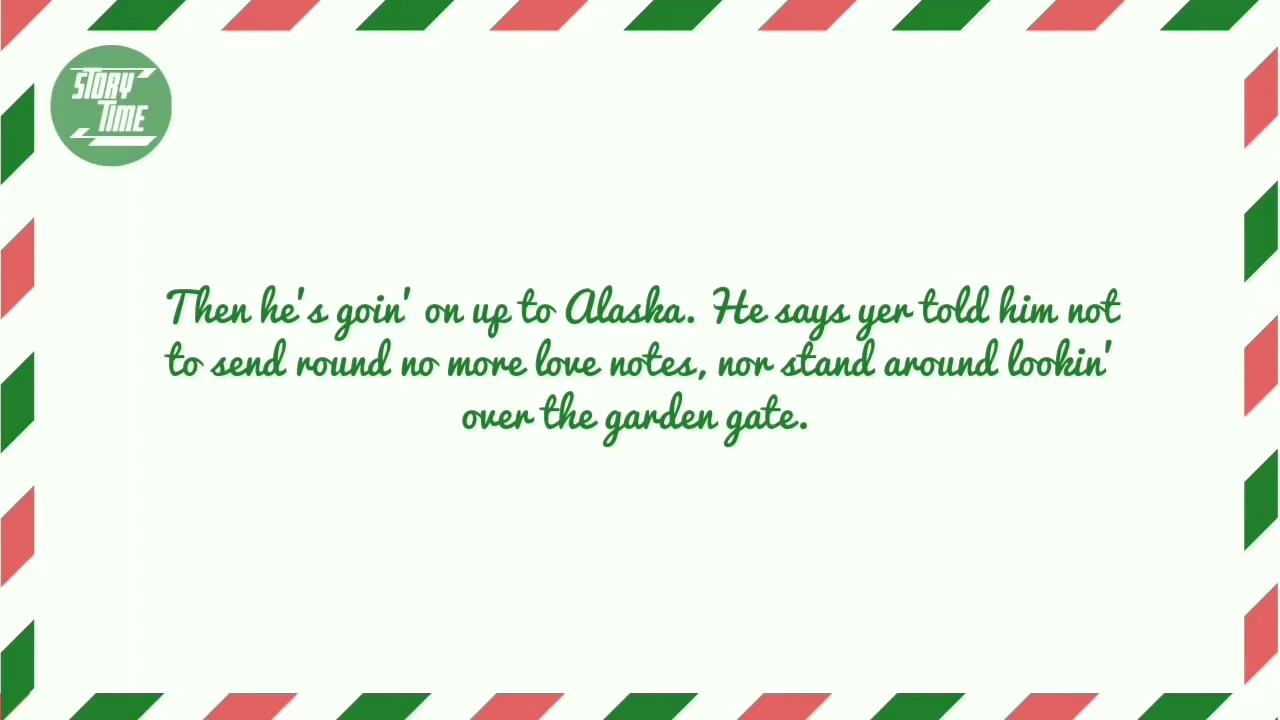 STORY
TIME
Then he's goin' on up to Alaska. He says yer told him not
to send round no more love notes, nor stand around lookin'
over the garden gate.